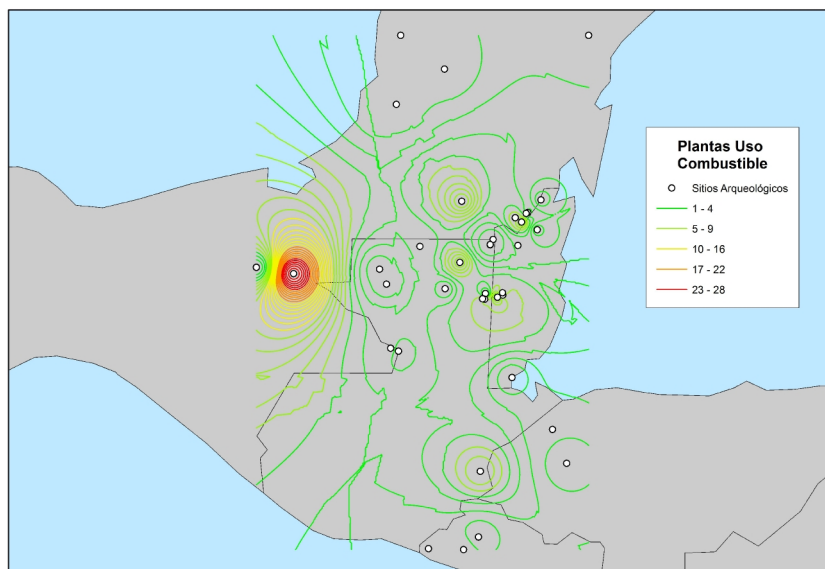 Plantas Uso
Combustible
Sitios Arqueológicos
1 - 4
5 - 9
10 - 16
17 - 22
23 - 28